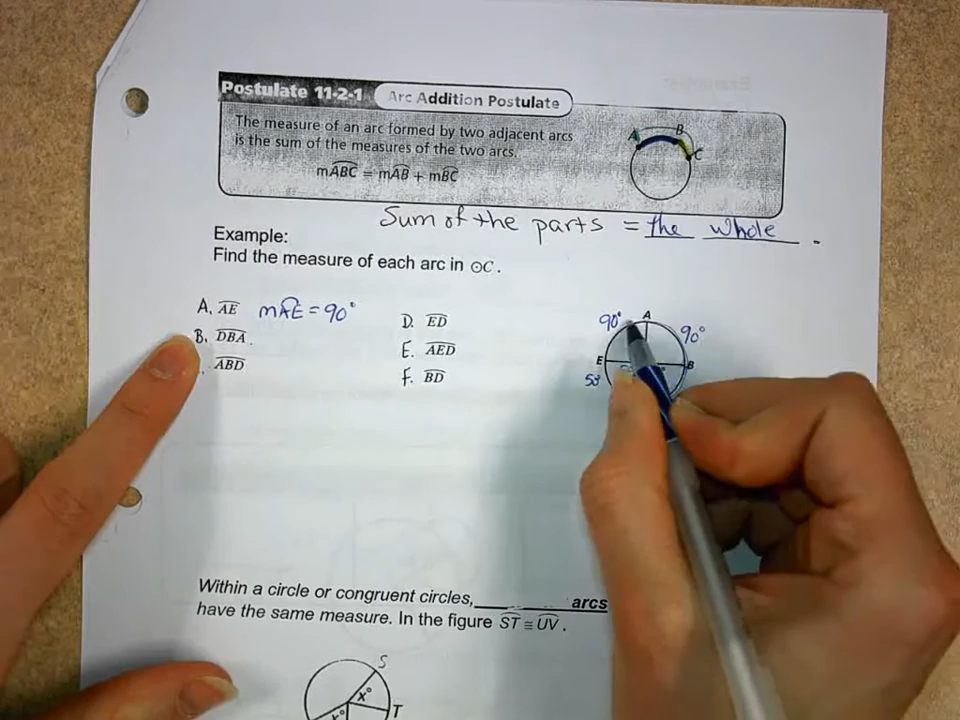 Postulate 11-2-1 Arc Addition Postulate
The measure of an arc formed by two adjacent arcs
is the sum of the measures of the two arcs.
mABC = mAB + mBC
A
B
C
Sum of the parts = the whole.
Example:
Find the measure of each arc in ⊙C.
A. AE mAE = 90°
B. DBA
ABD
D. ED
E. AED
F. BD
90° A 90°
E B
53
Within a circle or congruent circles,______ arcs
have the same measure. In the figure ST ≅ UV.
S
x°
x°
T